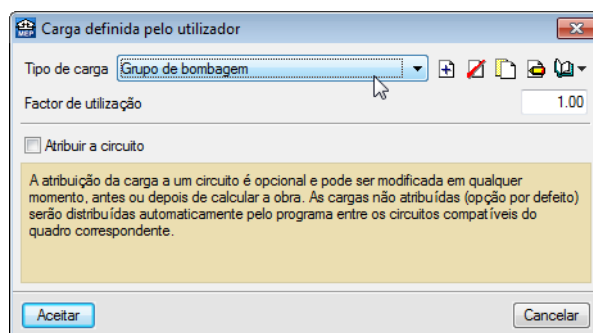 MEP
Carga definida pelo utilizador
Tipo de carga Grupo de bombagem
Factor de utilização 1.00
Atribuir a circuito
A atribuição da carga a um circuito é opcional e pode ser modificada em qualquer
momento, antes ou depois de calcular a obra. As cargas não atribuídas (opção por defeito)
serão distribuídas automaticamente pelo programa entre os circuitos compatíveis do
quadro correspondente.
Aceitar Cancelar